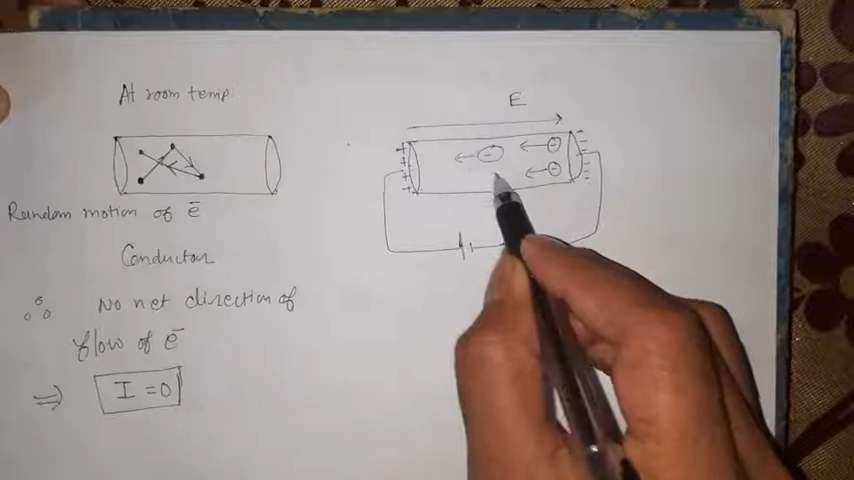 At room temp.
E
Random motion of ē
Conductor
∴ No net direction of
flow of ē
⇒ I = 0